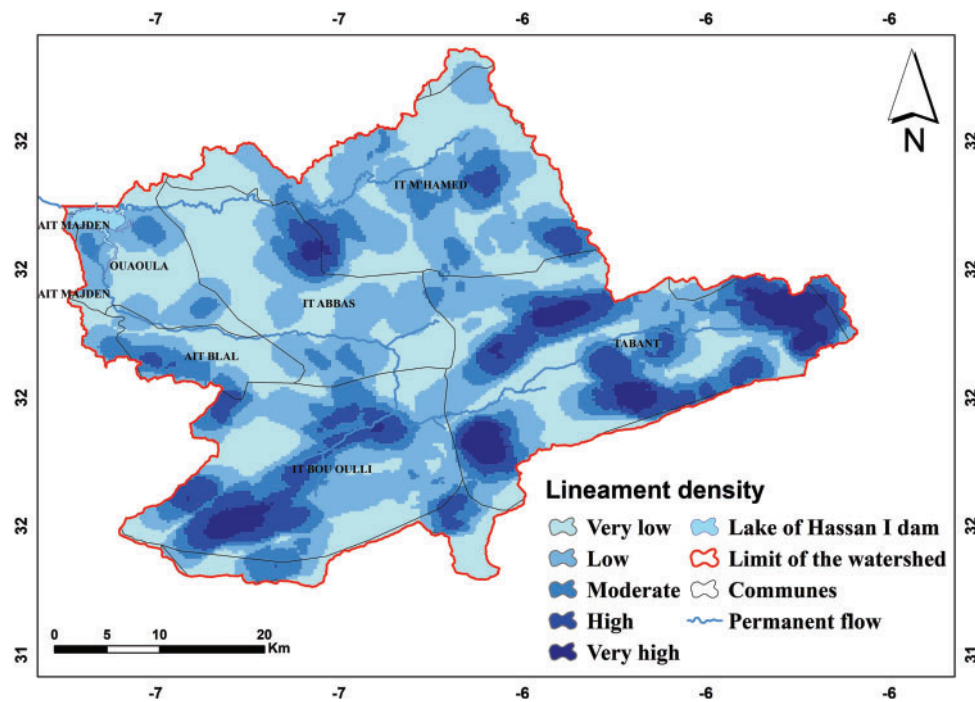 -7 -7 -6 -6 -6
N
32 32
IT M'HAMED
AIT MAJDEN
OUAOULA
32 32
AIT MAJDEN
IT ABBAS
TABANT
AIT BLAL
32 32
IT BOU OULLI
Lineament density
Very low
Low
Moderate
High
Very high
Lake of Hassan I dam
Limit of the watershed
Communes
Permanent flow
32 32
0 5 10 20
Km
31 31
-7 -7 -6 -6 -6